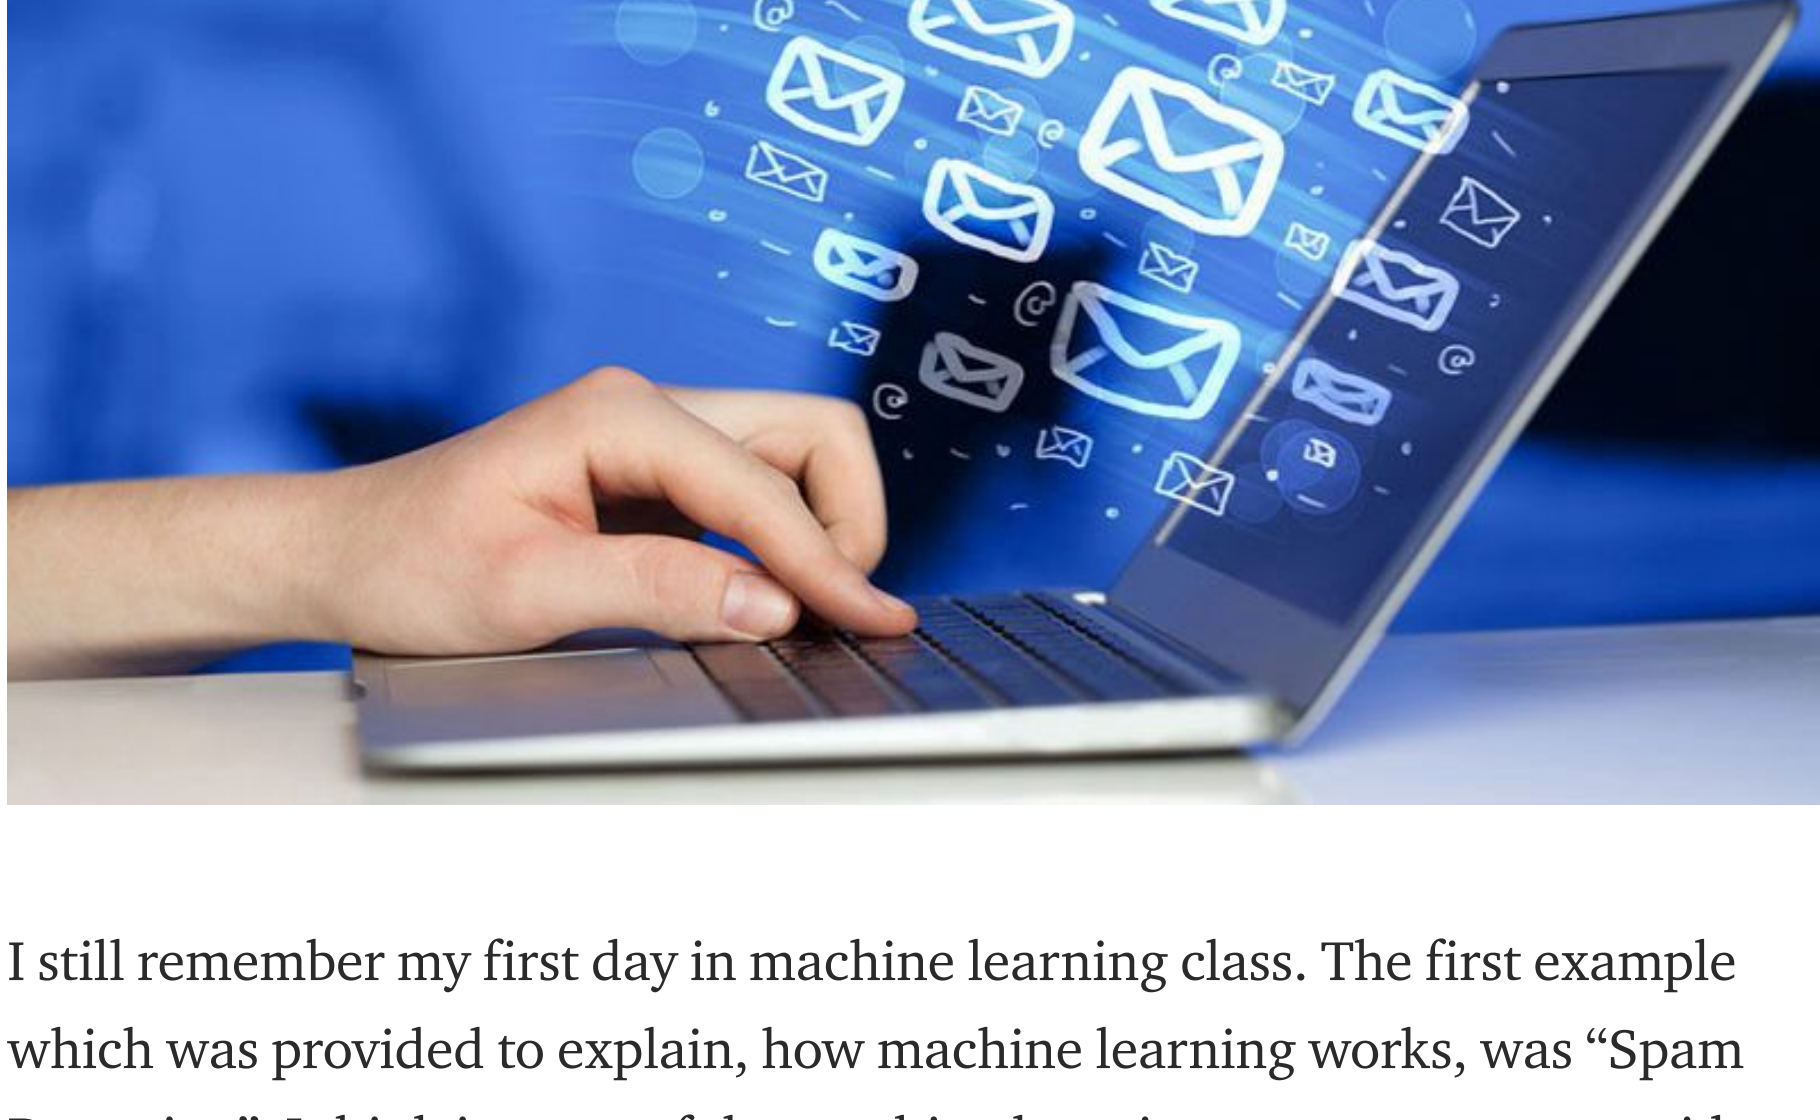 I still remember my first day in machine learning class. The first example
which was provided to explain, how machine learning works, was “Spam